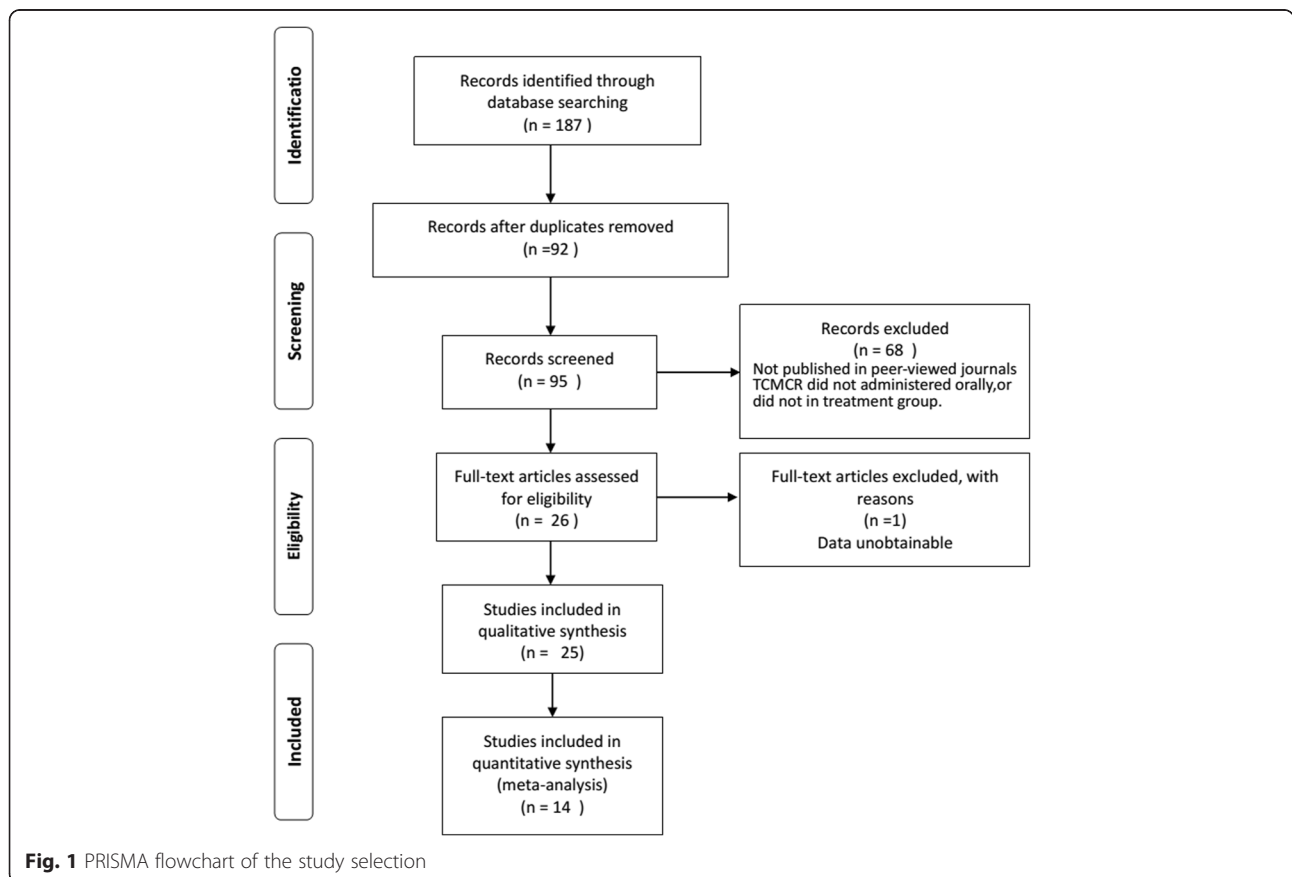 Identificatio
Records identified through
database searching
(n = 187 )
Records after duplicates removed
(n =92 )
Screening
Records screened
(n = 95 )
Records excluded
(n = 68 )
Not published in peer-viewed journals
TCMCR did not administered orally,or
did not in treatment group.
Eligibility
Full-text articles assessed
for eligibility
(n = 26 )
Full-text articles excluded, with
reasons
(n =1)
Data unobtainable
Studies included in
qualitative synthesis
(n = 25)
Included
Studies included in
quantitative synthesis
(meta-analysis)
(n = 14 )
Fig. 1 PRISMA flowchart of the study selection